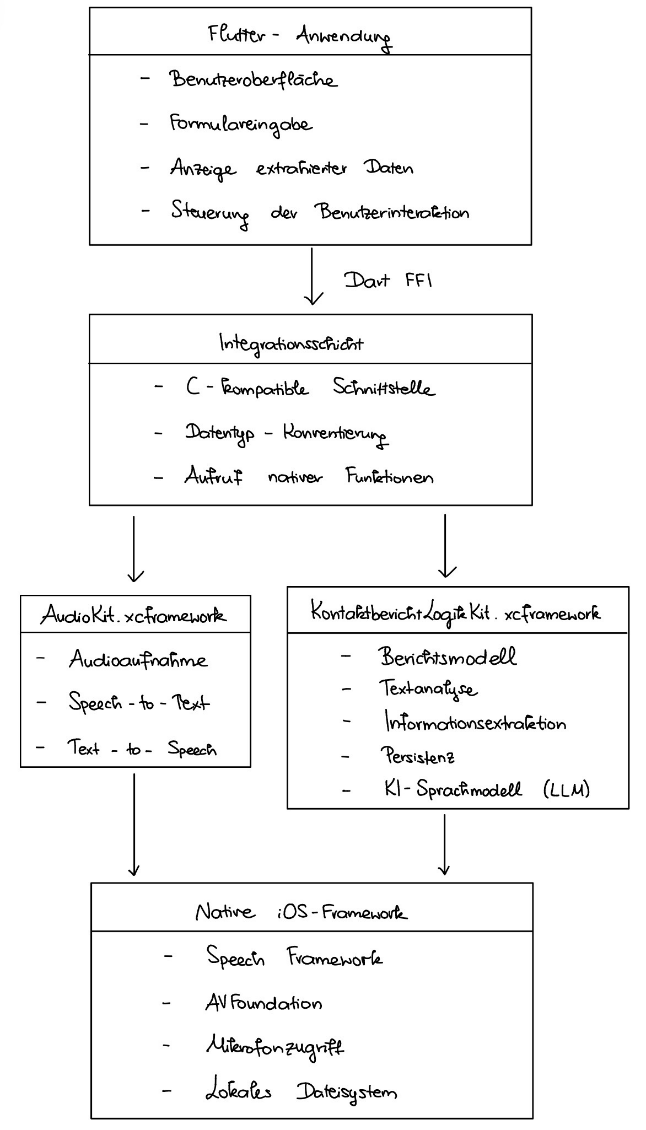 Flutter - Anwendung
- Benutzeroberfläche
- Formulareingabe
- Anzeige extrahierter Daten
- Steuerung der Benutzerinteraktion
Dart FFI
Integrationsschicht
- C-kompatible Schnittstelle
- Datentyp - Konvertierung
- Aufruf nativer Funktionen
AudioKit.xcframework
- Audioaufnahme
- Speech-to-Text
- Text-to-Speech
KontaktberichtLogikKit.xcframework
- Berichtsmodell
- Textanalyse
- Informationsextraktion
- Persistenz
- KI-Sprachmodell (LLM)
Native iOS-Framework
- Speech Framework
- AVFoundation
- Mikrofonzugriff
- Lokales Dateisystem